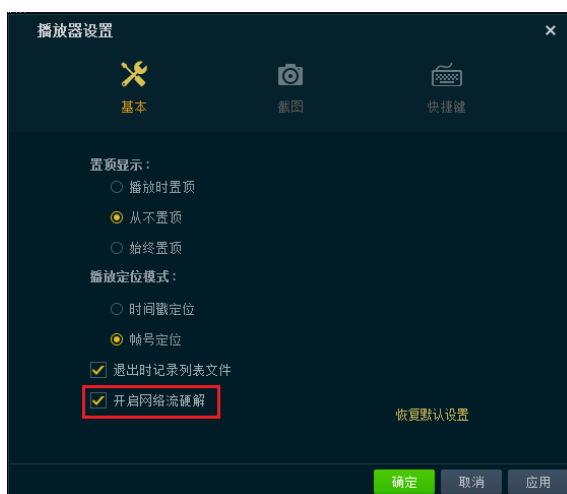 播放器设置
基本 截图 快捷键
置顶显示：
播放时置顶
从不置顶
始终置顶
播放定位模式：
时间戳定位
帧号定位
退出时记录列表文件
开启网络流硬解
恢复默认设置
确定 取消 应用